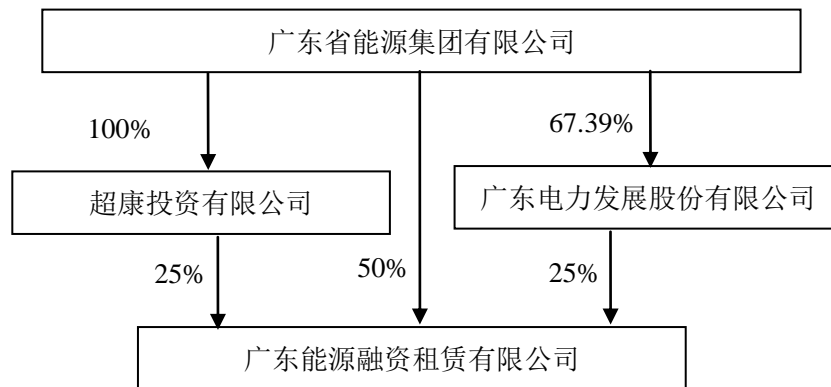 广东省能源集团有限公司
100%
67.39%
超康投资有限公司
广东电力发展股份有限公司
25%
50%
25%
广东能源融资租赁有限公司